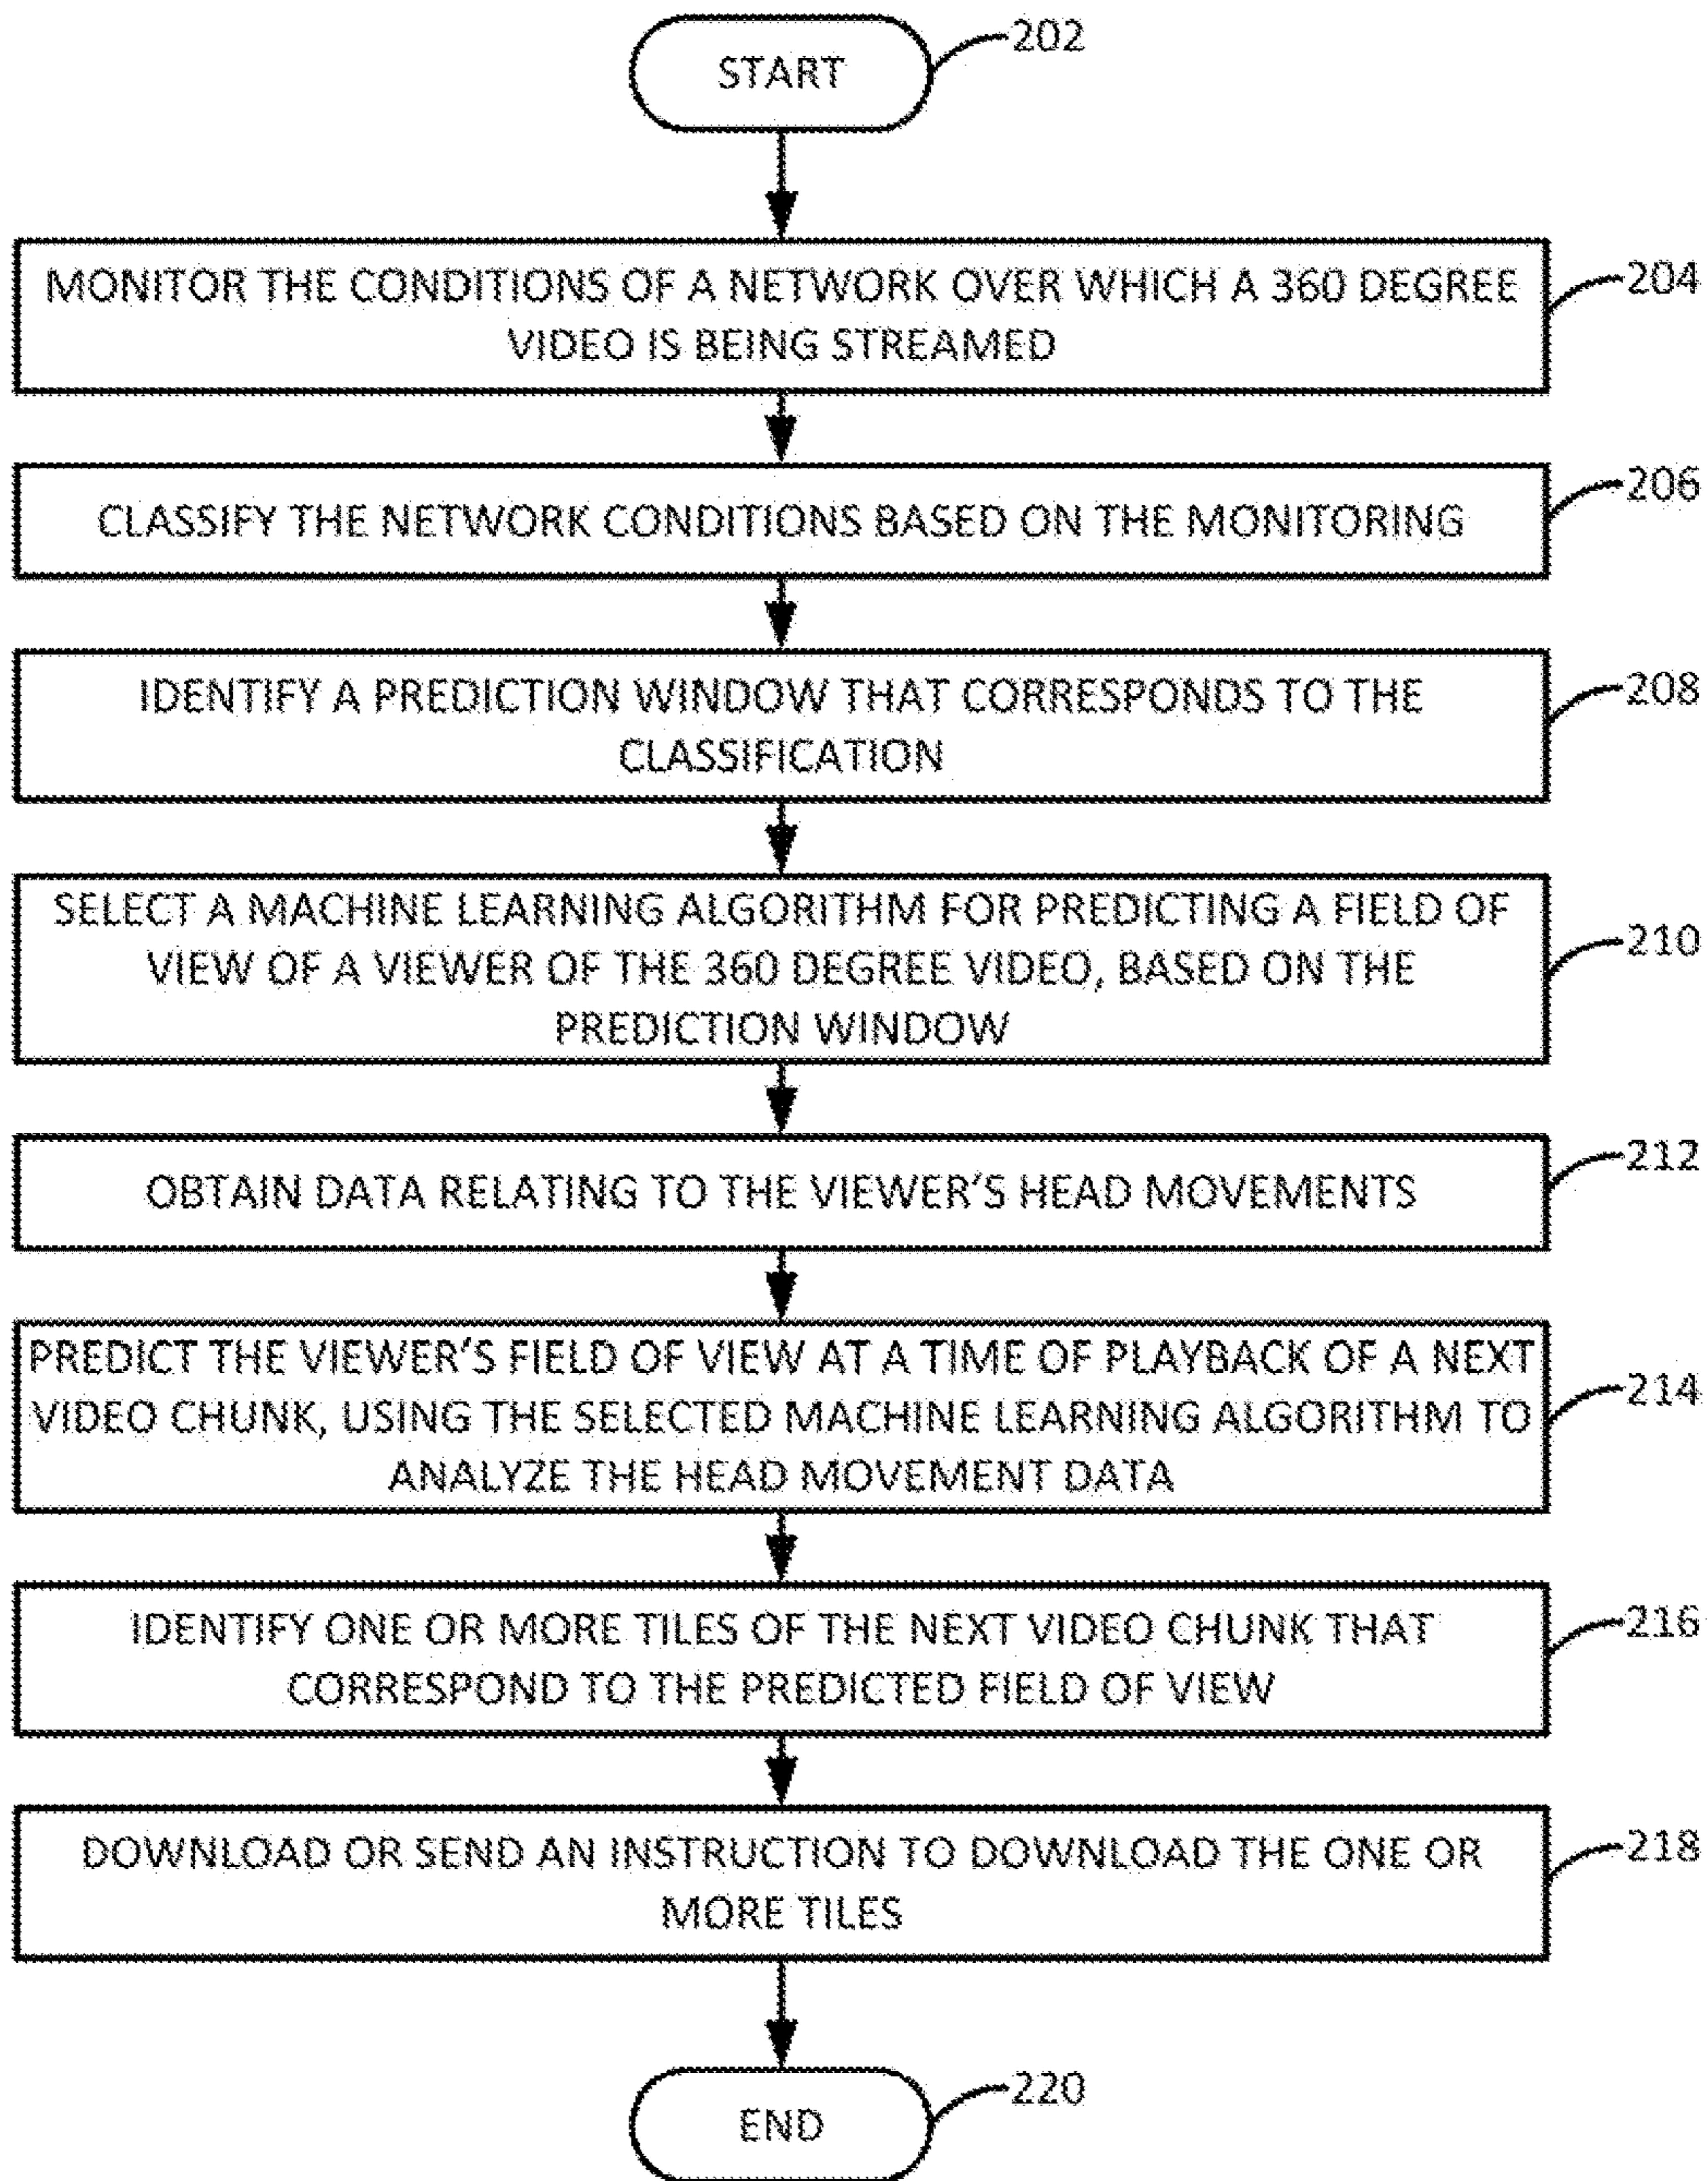 START
202
MONITOR THE CONDITIONS OF A NETWORK OVER WHICH A 360 DEGREE
VIDEO IS BEING STREAMED
204
CLASSIFY THE NETWORK CONDITIONS BASED ON THE MONITORING
206
IDENTIFY A PREDICTION WINDOW THAT CORRESPONDS TO THE
CLASSIFICATION
208
SELECT A MACHINE LEARNING ALGORITHM FOR PREDICTING A FIELD OF
VIEW OF A VIEWER OF THE 360 DEGREE VIDEO, BASED ON THE
PREDICTION WINDOW
210
OBTAIN DATA RELATING TO THE VIEWER'S HEAD MOVEMENTS
212
PREDICT THE VIEWER'S FIELD OF VIEW AT A TIME OF PLAYBACK OF A NEXT
VIDEO CHUNK, USING THE SELECTED MACHINE LEARNING ALGORITHM TO
ANALYZE THE HEAD MOVEMENT DATA
214
IDENTIFY ONE OR MORE TILES OF THE NEXT VIDEO CHUNK THAT
CORRESPOND TO THE PREDICTED FIELD OF VIEW
216
DOWNLOAD OR SEND AN INSTRUCTION TO DOWNLOAD THE ONE OR
MORE TILES
218
END
220